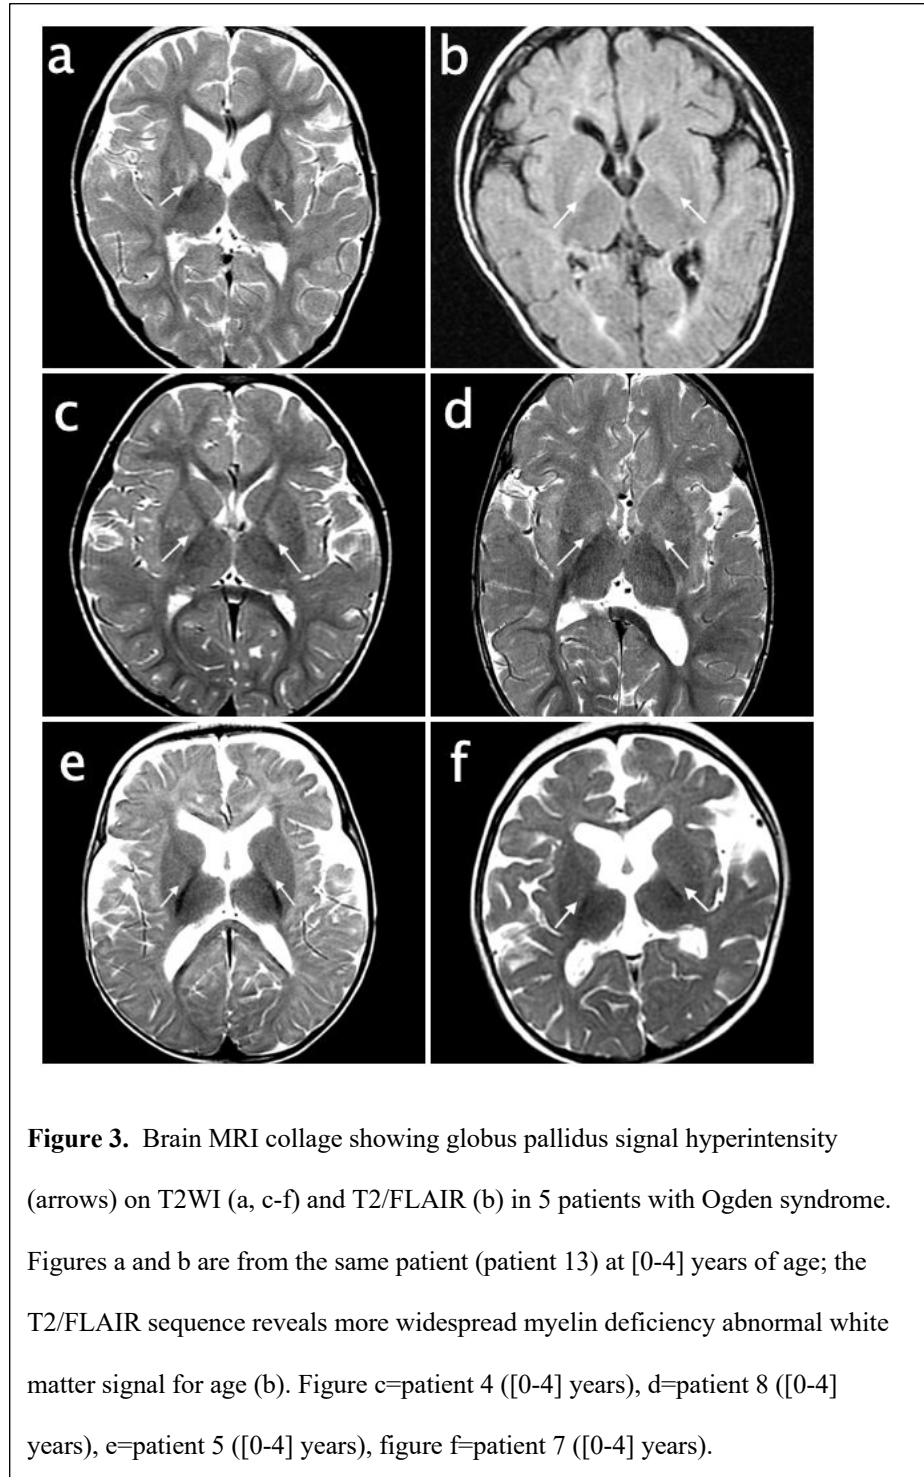 a
b
c
d
e
f
Figure 3. Brain MRI collage showing globus pallidus signal hyperintensity
(arrows) on T2WI (a, c-f) and T2/FLAIR (b) in 5 patients with Ogden syndrome.
Figures a and b are from the same patient (patient 13) at [0-4] years of age; the
T2/FLAIR sequence reveals more widespread myelin deficiency abnormal white
matter signal for age (b). Figure c=patient 4 ([0-4] years), d=patient 8 ([0-4]
years), e=patient 5 ([0-4] years), figure f=patient 7 ([0-4] years).